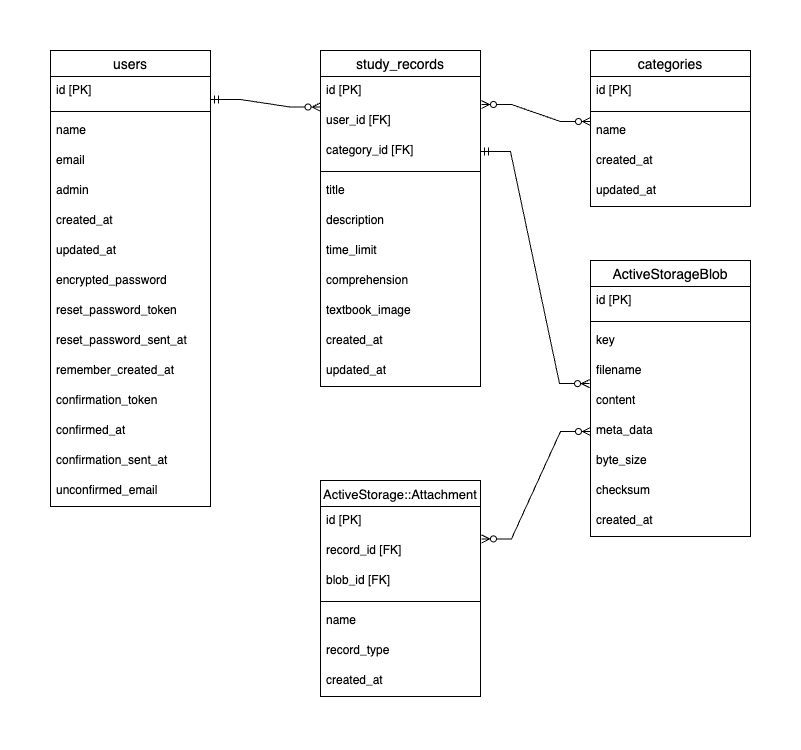 users
id [PK]
name
email
admin
created_at
updated_at
encrypted_password
reset_password_token
reset_password_sent_at
remember_created_at
confirmation_token
confirmed_at
confirmation_sent_at
unconfirmed_email
study_records
id [PK]
user_id [FK]
category_id [FK]
title
description
time_limit
comprehension
textbook_image
created_at
updated_at
categories
id [PK]
name
created_at
updated_at
ActiveStorageBlob
id [PK]
key
filename
content
meta_data
byte_size
checksum
created_at
ActiveStorage::Attachment
id [PK]
record_id [FK]
blob_id [FK]
name
record_type
created_at